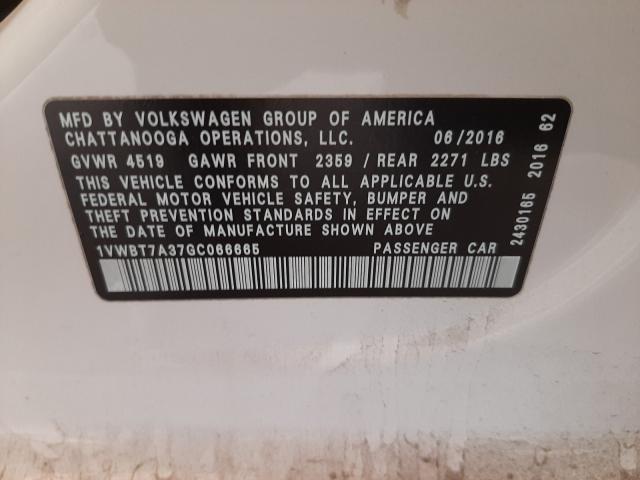 MFD BY VOLKSWAGEN GROUP OF AMERICA
CHATTANOOGA OPERATIONS, LLC. 06/2016
GVWR 4519 GAWR FRONT 2359 / REAR 2271 LBS
THIS VEHICLE CONFORMS TO ALL APPLICABLE U.S.
FEDERAL MOTOR VEHICLE SAFETY, BUMPER AND
THEFT PREVENTION STANDARDS IN EFFECT ON
THE DATE OF MANUFACTURE SHOWN ABOVE
1VWBT7A37GC066665 PASSENGER CAR
2430165 2016 62